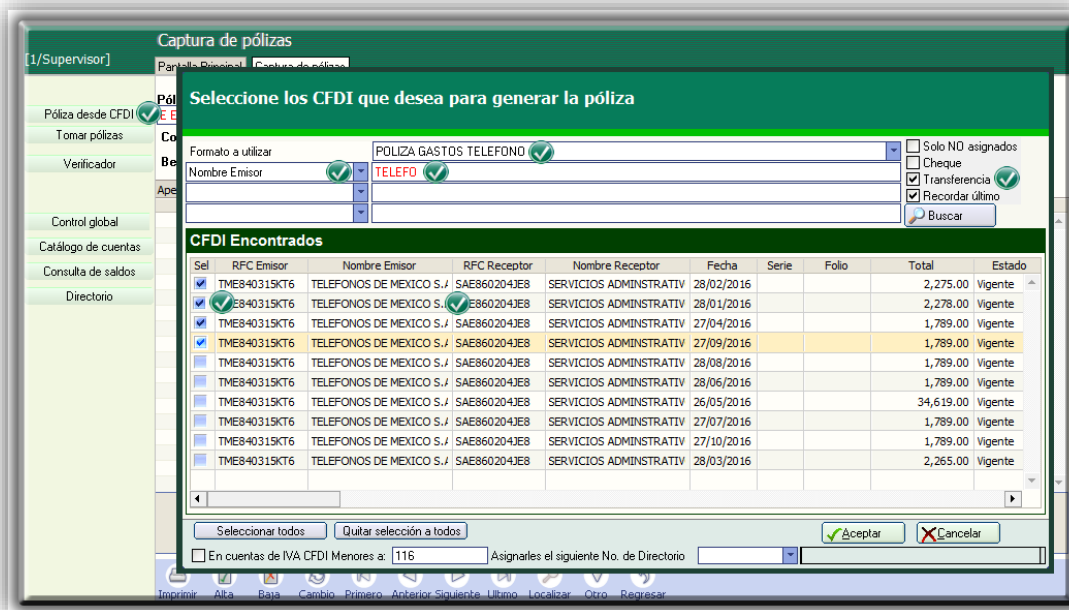 Captura de pólizas
[1/Supervisor]
Pantalla Principal Captura de pólizas
Póliza desde CFDI
Tomar pólizas
Verificador
Control global
Catálogo de cuentas
Consulta de saldos
Directorio
Seleccione los CFDI que desea para generar la póliza
Formato a utilizar POLIZA GASTOS TELEFONO
Nombre Emisor TELEFO
Solo NO asignados
Cheque
Transferencia
Recordar último
Buscar
CFDI Encontrados
Sel RFC Emisor Nombre Emisor RFC Receptor Nombre Receptor Fecha Serie Folio Total Estado
TME840315KT6 TELEFONOS DE MEXICO S.A SAE860204JE8 SERVICIOS ADMINSTRATIV 28/02/2016 2,275.00 Vigente
E840315KT6 TELEFONOS DE MEXICO S. E860204JE8 SERVICIOS ADMINSTRATIV 28/01/2016 2,278.00 Vigente
TME840315KT6 TELEFONOS DE MEXICO S.A SAE860204JE8 SERVICIOS ADMINSTRATIV 27/04/2016 1,789.00 Vigente
TME840315KT6 TELEFONOS DE MEXICO S.A SAE860204JE8 SERVICIOS ADMINSTRATIV 27/09/2016 1,789.00 Vigente
TME840315KT6 TELEFONOS DE MEXICO S.A SAE860204JE8 SERVICIOS ADMINSTRATIV 28/08/2016 1,789.00 Vigente
TME840315KT6 TELEFONOS DE MEXICO S.A SAE860204JE8 SERVICIOS ADMINSTRATIV 28/06/2016 1,789.00 Vigente
TME840315KT6 TELEFONOS DE MEXICO S.A SAE860204JE8 SERVICIOS ADMINSTRATIV 26/05/2016 34,619.00 Vigente
TME840315KT6 TELEFONOS DE MEXICO S.A SAE860204JE8 SERVICIOS ADMINSTRATIV 27/07/2016 1,789.00 Vigente
TME840315KT6 TELEFONOS DE MEXICO S.A SAE860204JE8 SERVICIOS ADMINSTRATIV 27/10/2016 1,789.00 Vigente
TME840315KT6 TELEFONOS DE MEXICO S.A SAE860204JE8 SERVICIOS ADMINSTRATIV 28/03/2016 2,265.00 Vigente
Seleccionar todos Quitar selección a todos Aceptar Cancelar
En cuentas de IVA CFDI Menores a: 116 Asignarles el siguiente No. de Directorio
Imprimir Alta Baja Cambio Primero Anterior Siguiente Ultimo Localizar Otro Regresar